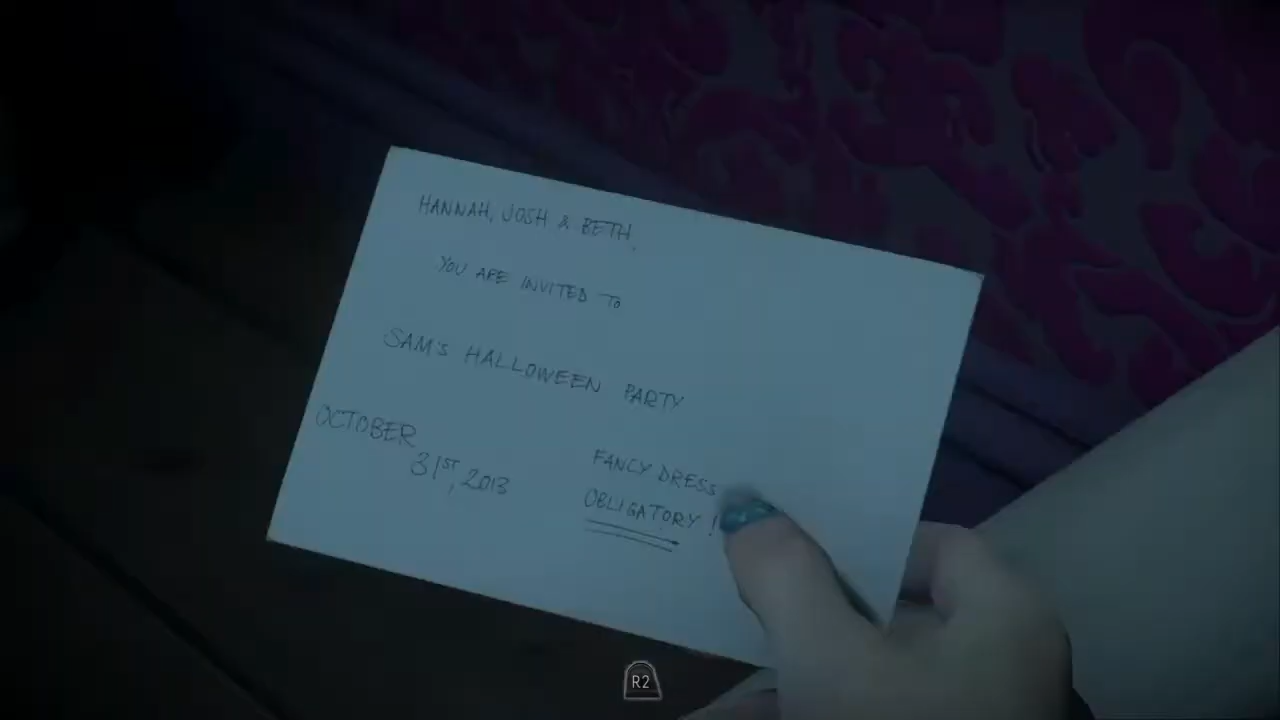 HANNAH, JOSH & BETH,
YOU ARE INVITED TO
SAM'S HALLOWEEN PARTY
OCTOBER
31ST, 2013
FANCY DRESS
OBLIGATORY!
R2